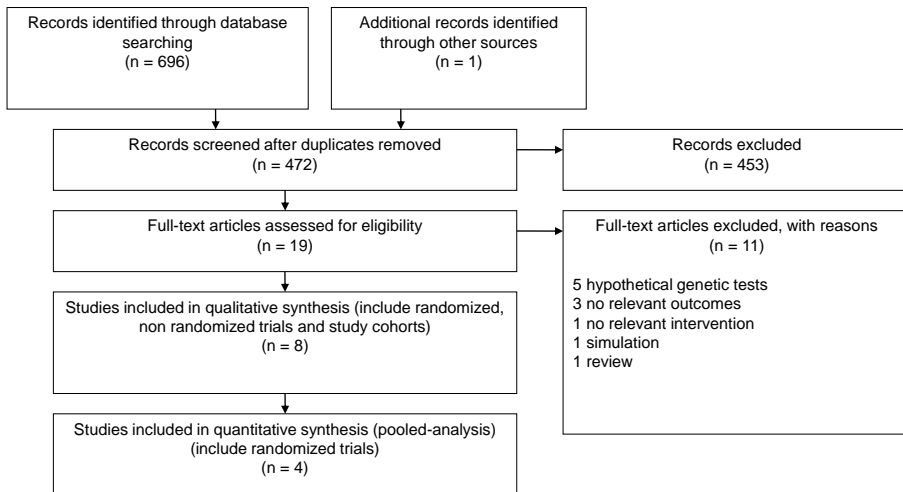 Records identified through database
searching
(n = 696)
Additional records identified
through other sources
(n = 1)
Records screened after duplicates removed
(n = 472)
Records excluded
(n = 453)
Full-text articles assessed for eligibility
(n = 19)
Full-text articles excluded, with reasons
(n = 11)
5 hypothetical genetic tests
3 no relevant outcomes
1 no relevant intervention
1 simulation
1 review
Studies included in qualitative synthesis (include randomized,
non randomized trials and study cohorts)
(n = 8)
Studies included in quantitative synthesis (pooled-analysis)
(include randomized trials)
(n = 4)